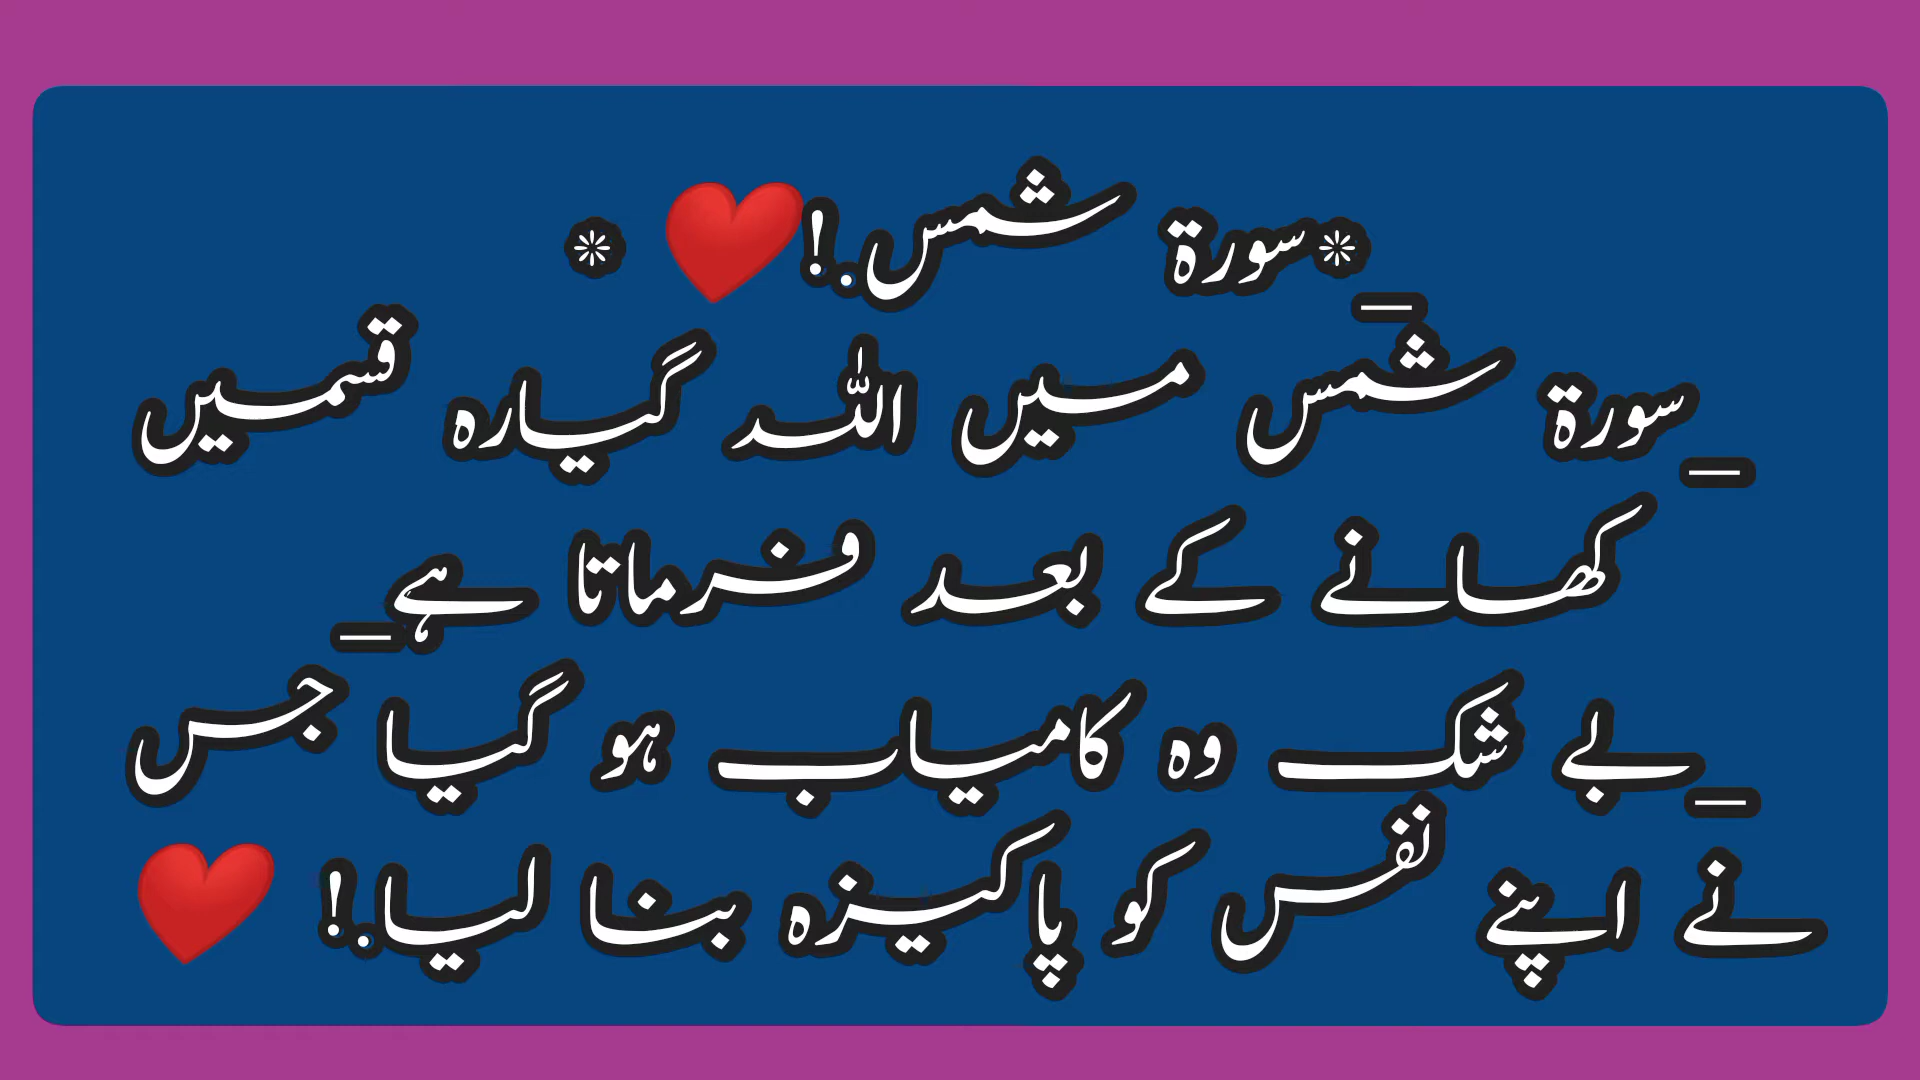 _*سورۃ شمس.!❤️ *
_سورۃ شمس میں اللہ گیارہ قسمیں
کھانے کے بعد فرماتا ہے_
_بے شک وہ کامیاب ہو گیا جس
نے اپنے نفس کو پاکیزہ بنا لیا.! ❤️